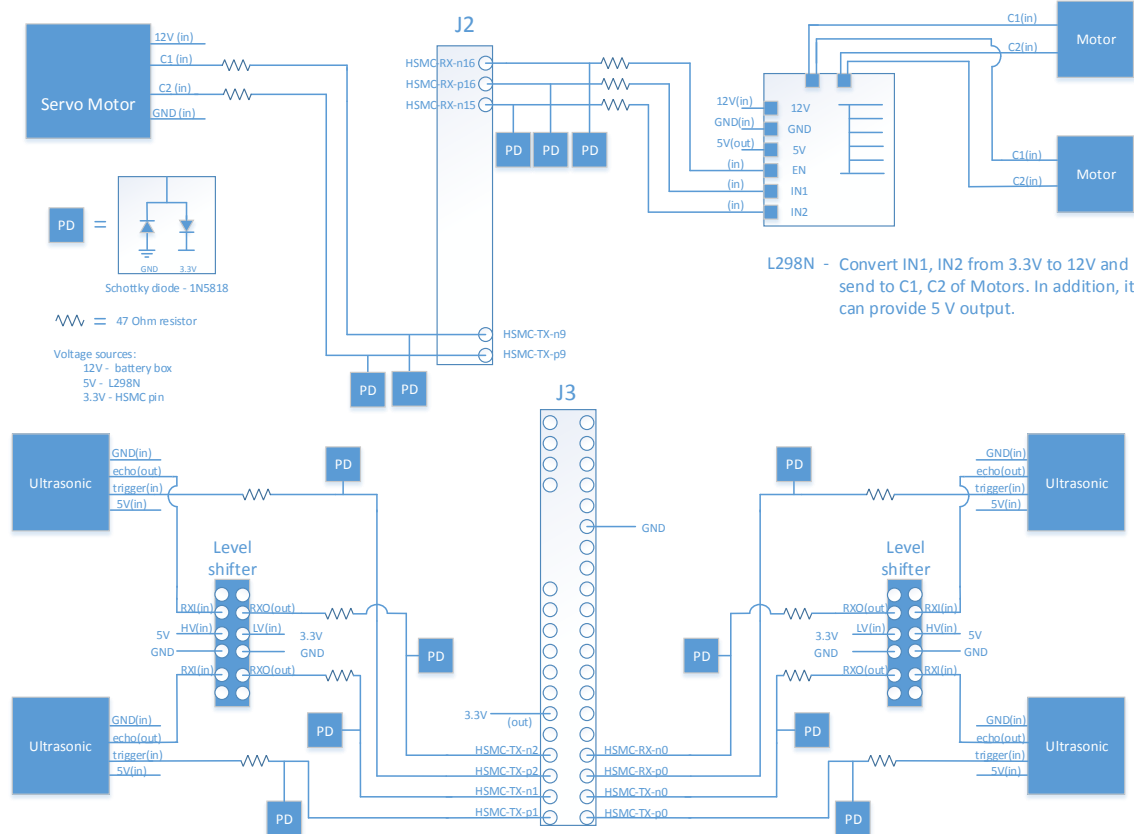 J2
12V (in)
C1 (in)
C2 (in)
GND (in)
Servo Motor
HSMC-RX-n16
HSMC-RX-p16
HSMC-RX-n15
PD
PD
PD
12V(in)
GND(in)
5V(out)
(in)
(in)
(in)
12V
GND
5V
EN
IN1
IN2
C1(in)
C2(in)
Motor
C1(in)
C2(in)
Motor
PD
=
GND
3.3V
Schottky diode - 1N5818
= 47 Ohm resistor
Voltage sources:
12V - battery box
5V - L298N
3.3V - HSMC pin
L298N - Convert IN1, IN2 from 3.3V to 12V and
send to C1, C2 of Motors. In addition, it
can provide 5 V output.
HSMC-TX-n9
HSMC-TX-p9
PD
PD
J3
Ultrasonic
GND(in)
echo(out)
trigger(in)
5V(in)
PD
Level
shifter
RXI(in)
RXO(out)
HV(in)
LV(in)
5V
3.3V
GND
GND
RXI(in)
RXO(out)
PD
Ultrasonic
GND(in)
echo(out)
trigger(in)
5V(in)
PD
PD
GND
3.3V
(out)
HSMC-TX-n2
HSMC-TX-p2
HSMC-TX-n1
HSMC-TX-p1
HSMC-RX-n0
HSMC-RX-p0
HSMC-TX-n0
HSMC-TX-p0
PD
GND(in)
echo(out)
trigger(in)
5V(in)
Ultrasonic
Level
shifter
RXO(out)
RXI(in)
LV(in)
HV(in)
3.3V
5V
GND
GND
RXO(out)
RXI(in)
PD
PD
GND(in)
echo(out)
trigger(in)
5V(in)
Ultrasonic
PD